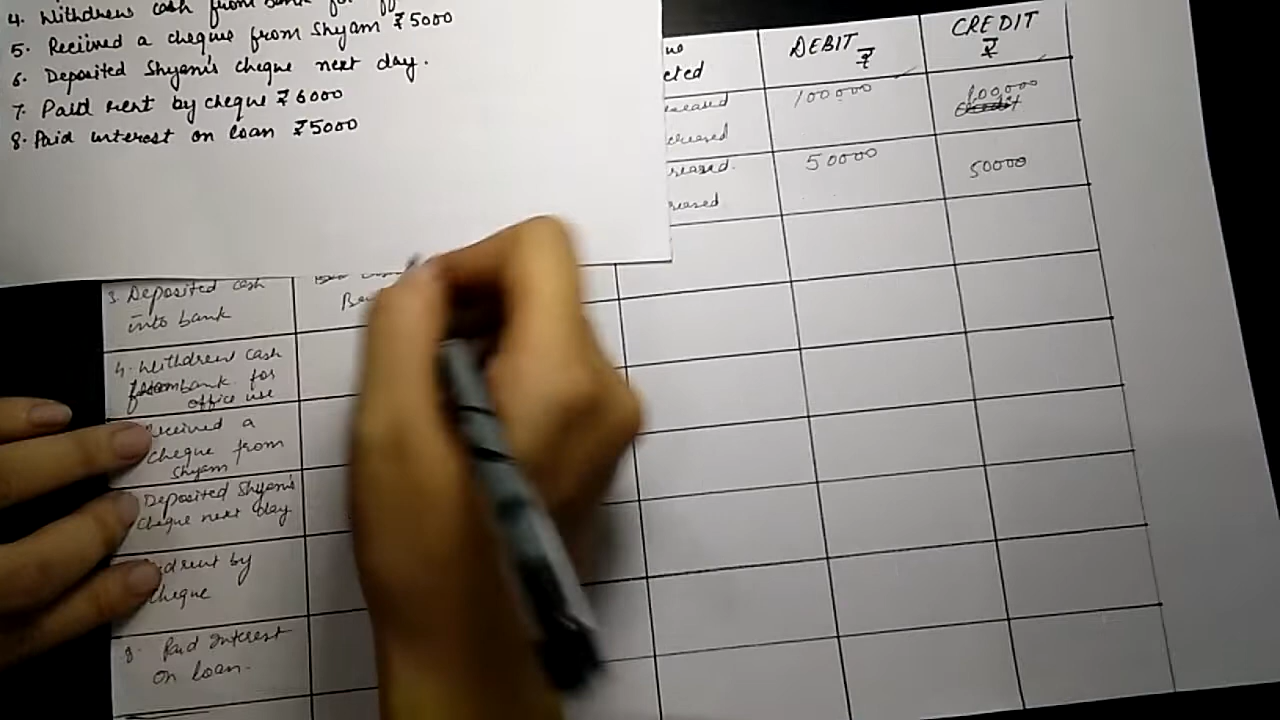 4. Withdrew cash from bank for
5. Reciived a cheque from Shyam ₹5000
6. Deposited Shyam's cheque next day.
7. Paid rent by cheque ₹6000
8. Paid interest on loan ₹5000
DEBIT ₹
CREDIT ₹
100000
100,000
50000
50000
3. Deposited cash
into bank
4. Withdrew cash
bank for
office use
Received a
cheque from
Shyam
Deposited Shyam's
cheque next day
rent by
cheque
8. Paid Interest
on loan.